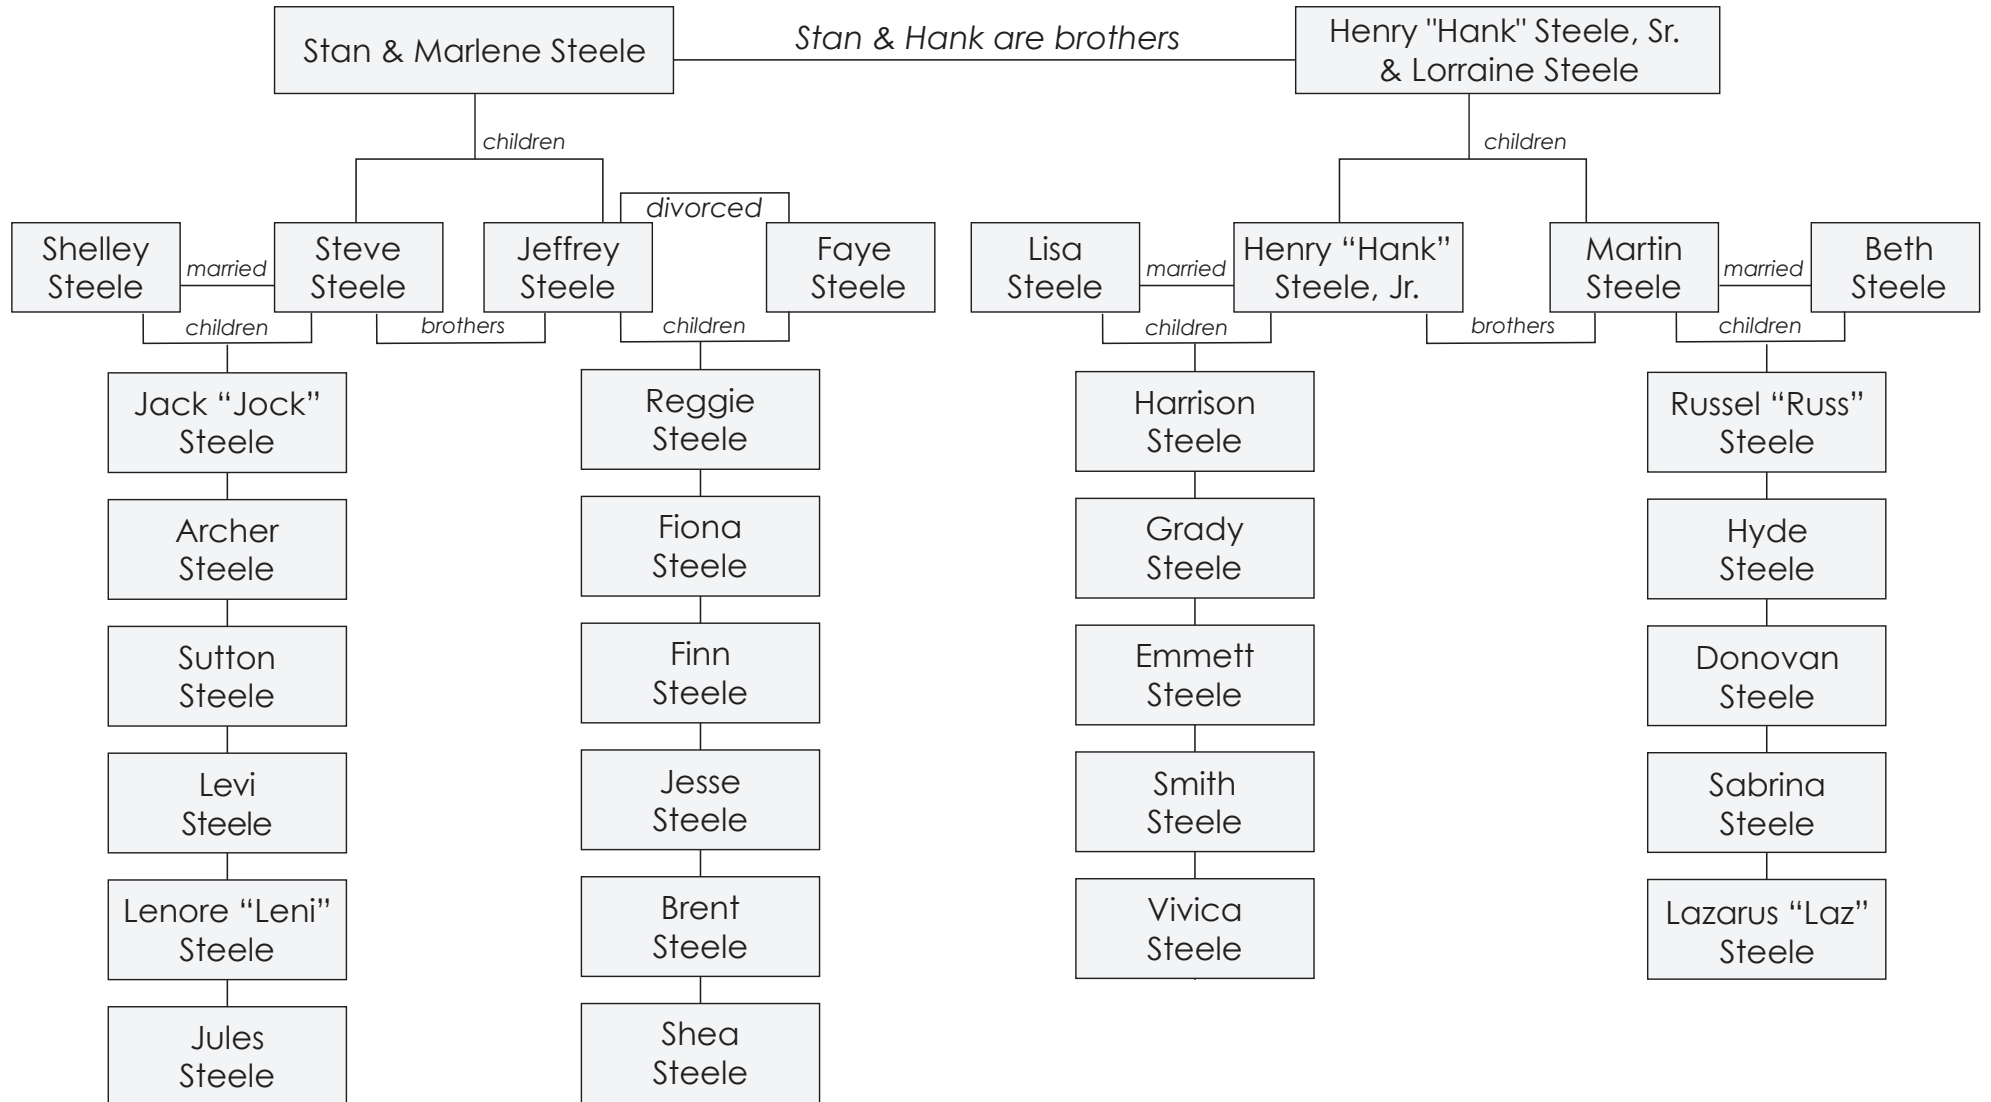 Stan & Marlene Steele
Stan & Hank are brothers
Henry "Hank" Steele, Sr.
& Lorraine Steele
children
children
divorced
Shelley
Steele
married
Steve
Steele
Jeffrey
Steele
Faye
Steele
Lisa
Steele
married
Henry “Hank”
Steele, Jr.
Martin
Steele
married
Beth
Steele
children
brothers
children
children
brothers
children
Jack “Jock”
Steele
Reggie
Steele
Harrison
Steele
Russel “Russ”
Steele
Archer
Steele
Fiona
Steele
Grady
Steele
Hyde
Steele
Sutton
Steele
Finn
Steele
Emmett
Steele
Donovan
Steele
Levi
Steele
Jesse
Steele
Smith
Steele
Sabrina
Steele
Lenore “Leni”
Steele
Brent
Steele
Vivica
Steele
Lazarus “Laz”
Steele
Jules
Steele
Shea
Steele